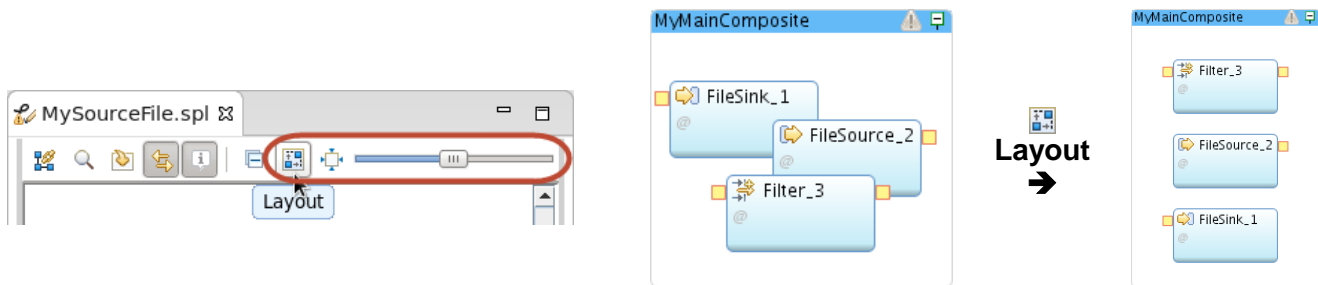 MySourceFile.spl
Layout
MyMainComposite
FileSink_1
@
FileSource_2
@
Filter_3
@
Layout
MyMainComposite
Filter_3
@
FileSource_2
@
FileSink_1
@